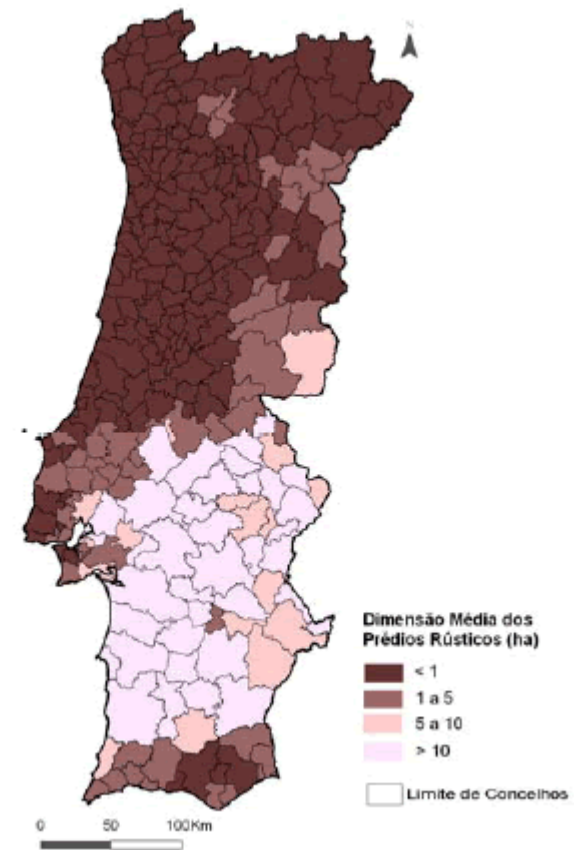 N
Dimensão Média dos
Prédios Rústicos (ha)
< 1
1 a 5
5 a 10
> 10
Limite de Concelhos
0 50 100Km